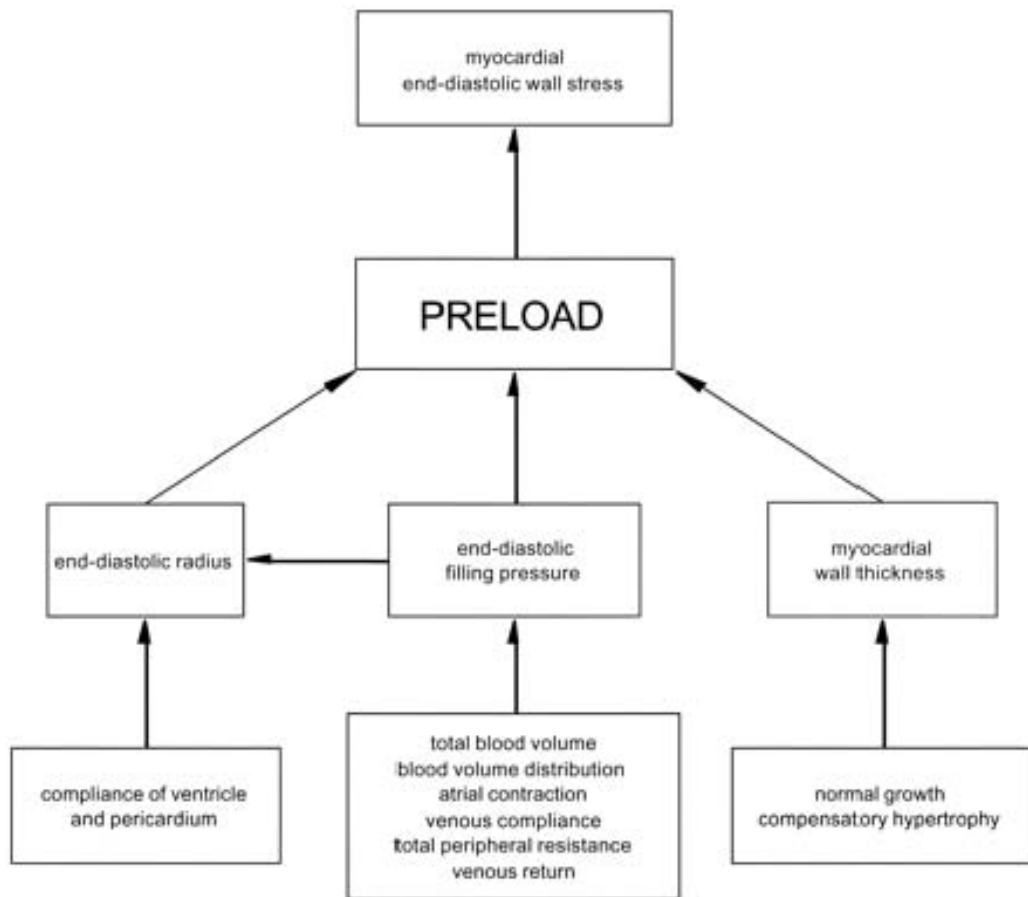 myocardial
end-diastolic wall stress
PRELOAD
end-diastolic radius
end-diastolic
filling pressure
myocardial
wall thickness
compliance of ventricle
and pericardium
total blood volume
blood volume distribution
atrial contraction
venous compliance
total peripheral resistance
venous return
normal growth
compensatory hypertrophy